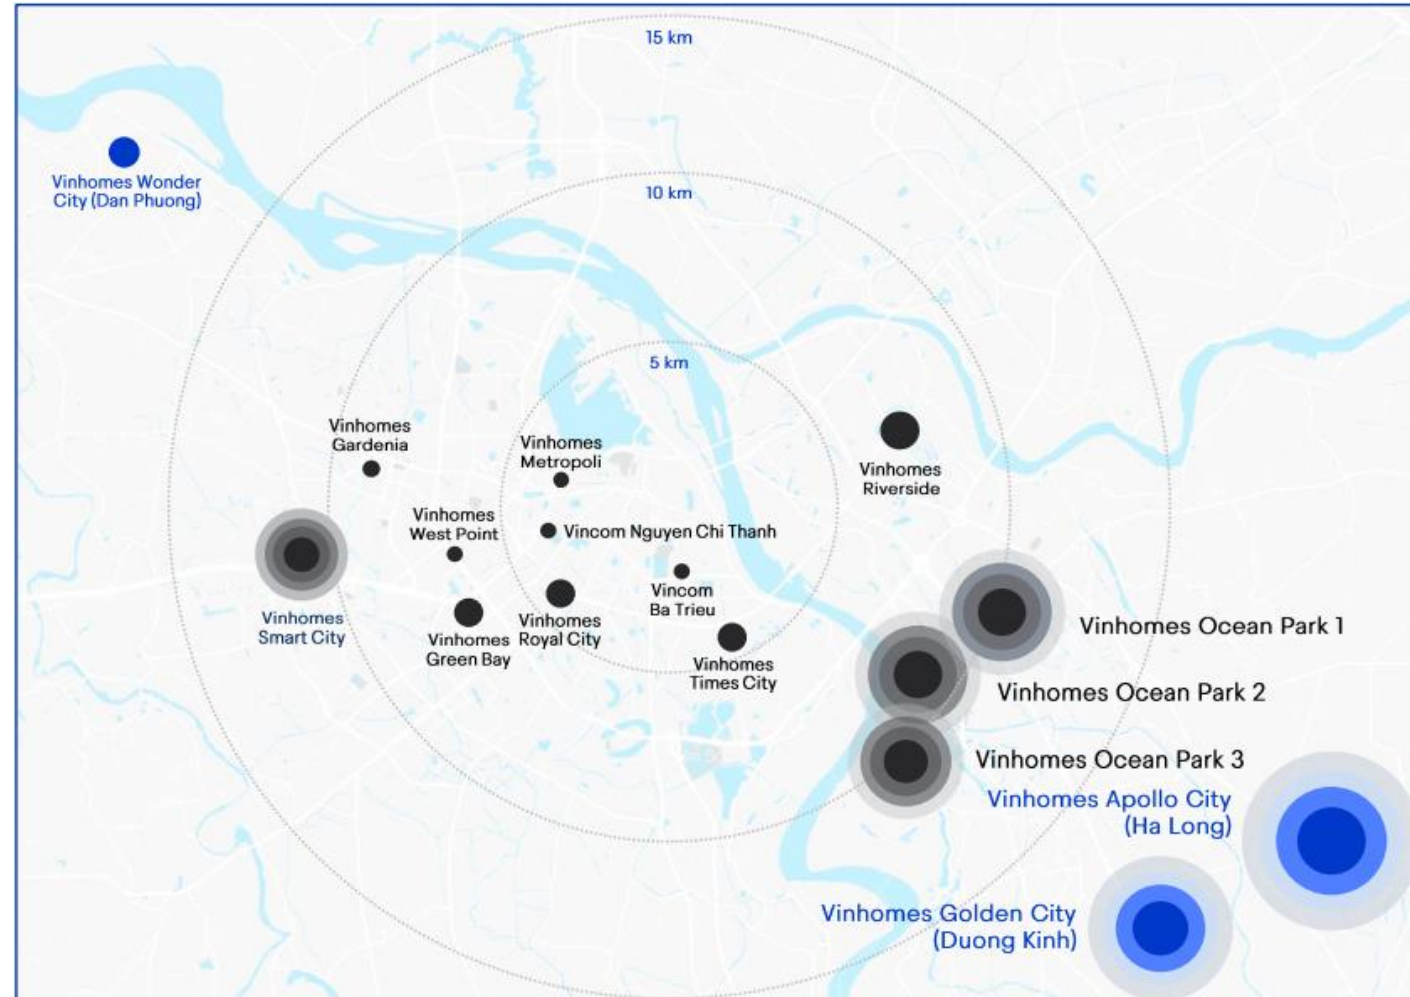 15 km
Vinhomes Wonder
City (Dan Phuong)
10 km
5 km
Vinhomes
Gardenia
Vinhomes
Metropoli
Vinhomes
Riverside
Vinhomes
West Point
Vincom Nguyen Chi Thanh
Vincom
Ba Trieu
Vinhomes
Smart City
Vinhomes
Royal City
Vinhomes
Green Bay
Vinhomes
Times City
Vinhomes Ocean Park 1
Vinhomes Ocean Park 2
Vinhomes Ocean Park 3
Vinhomes Apollo City
(Ha Long)
Vinhomes Golden City
(Duong Kinh)